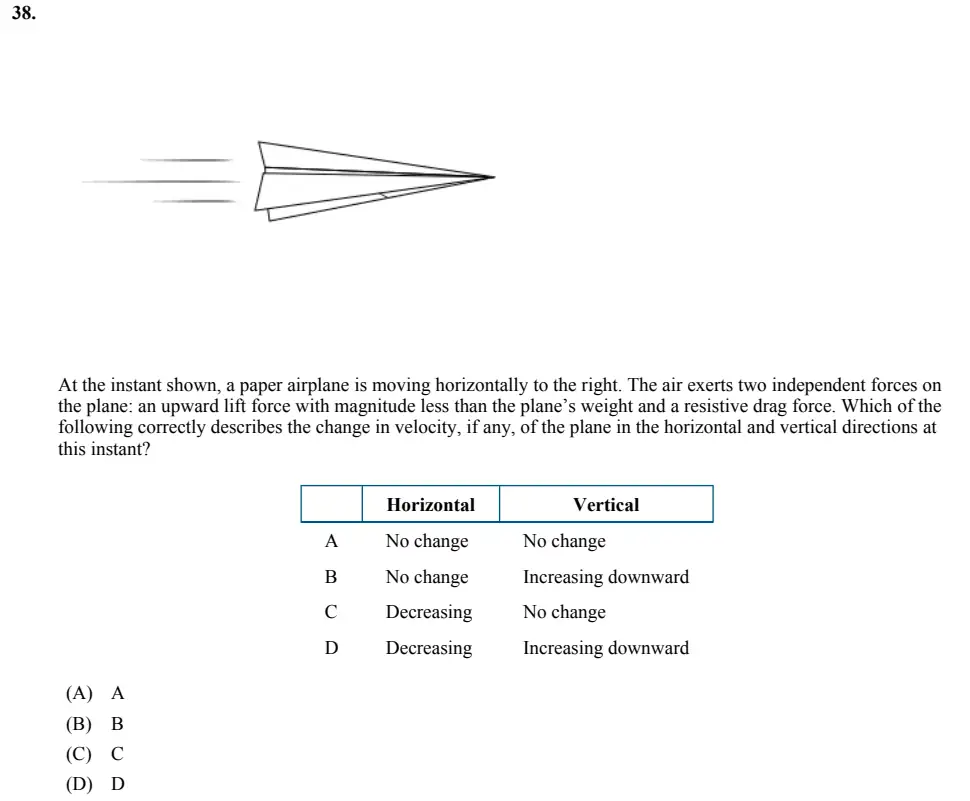 38.
At the instant shown, a paper airplane is moving horizontally to the right. The air exerts two independent forces on
the plane: an upward lift force with magnitude less than the plane’s weight and a resistive drag force. Which of the
following correctly describes the change in velocity, if any, of the plane in the horizontal and vertical directions at
this instant?
Horizontal Vertical
A No change No change
B No change Increasing downward
C Decreasing No change
D Decreasing Increasing downward
(A) A
(B) B
(C) C
(D) D